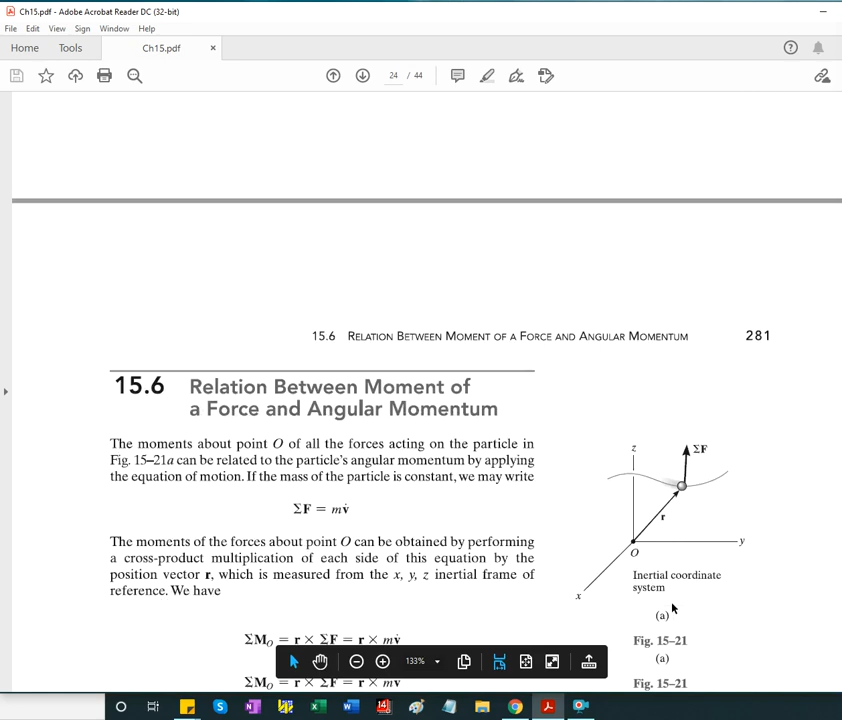 Ch15.pdf - Adobe Acrobat Reader DC (32-bit)
File Edit View Sign Window Help
Home Tools Ch15.pdf ×
24 / 44
15.6 RELATION BETWEEN MOMENT OF A FORCE AND ANGULAR MOMENTUM 281
15.6 Relation Between Moment of
a Force and Angular Momentum
The moments about point O of all the forces acting on the particle in
Fig. 15–21a can be related to the particle's angular momentum by applying
the equation of motion. If the mass of the particle is constant, we may write
ΣF = mv̇
The moments of the forces about point O can be obtained by performing
a cross-product multiplication of each side of this equation by the
position vector r, which is measured from the x, y, z inertial frame of
reference. We have
ΣM_O = r × ΣF = r × mv̇
ΣM_O = r × ΣF = r × mv̇
z
ΣF
r
y
O
x
Inertial coordinate
system
(a)
Fig. 15–21
(a)
Fig. 15–21
133%
14